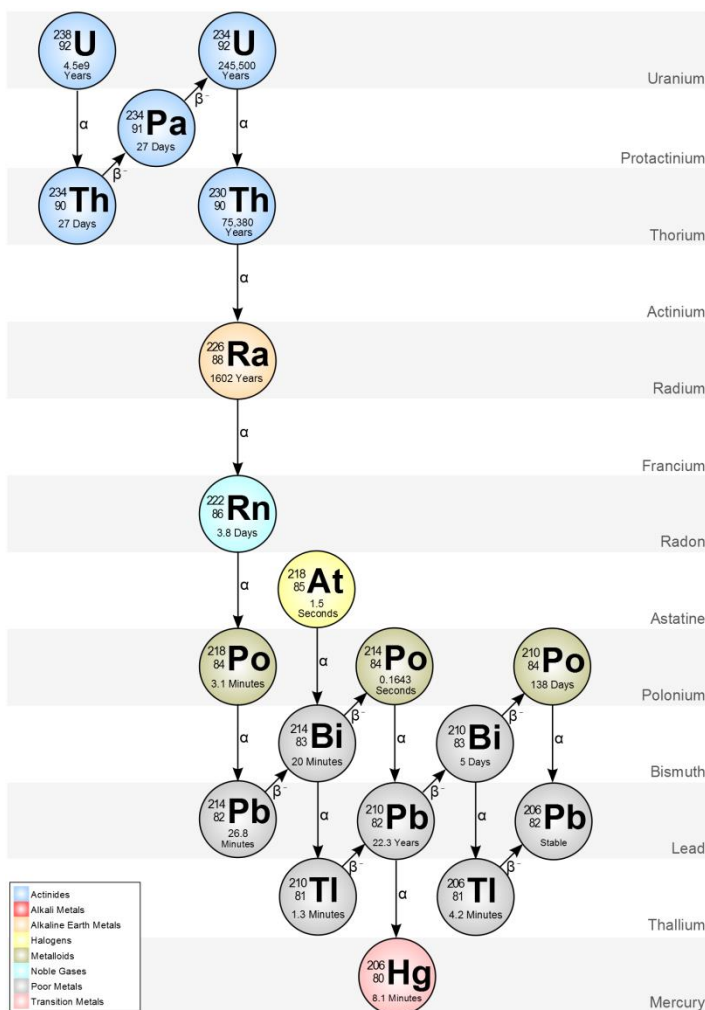 238
92 U
4.5e9
Years
234
92 U
245,500
Years
Uranium
α
β⁻
α
234
91 Pa
27 Days
Protactinium
β⁻
234
90 Th
27 Days
230
90 Th
75,380
Years
Thorium
α
Actinium
226
88 Ra
1602 Years
Radium
α
Francium
222
86 Rn
3.8 Days
Radon
α
218
85 At
1.5
Seconds
Astatine
218
84 Po
3.1 Minutes
α
214
84 Po
0.1643
Seconds
210
84 Po
138 Days
Polonium
α
β⁻
α
β⁻
α
214
83 Bi
20 Minutes
210
83 Bi
5 Days
Bismuth
β⁻
β⁻
214
82 Pb
26.8
Minutes
α
210
82 Pb
22.3 Years
α
206
82 Pb
Stable
Lead
β⁻
β⁻
210
81 Tl
1.3 Minutes
α
206
81 Tl
4.2 Minutes
Thallium
206
80 Hg
8.1 Minutes
Mercury
Actinides
Alkali Metals
Alkaline Earth Metals
Halogens
Metalloids
Noble Gases
Poor Metals
Transition Metals